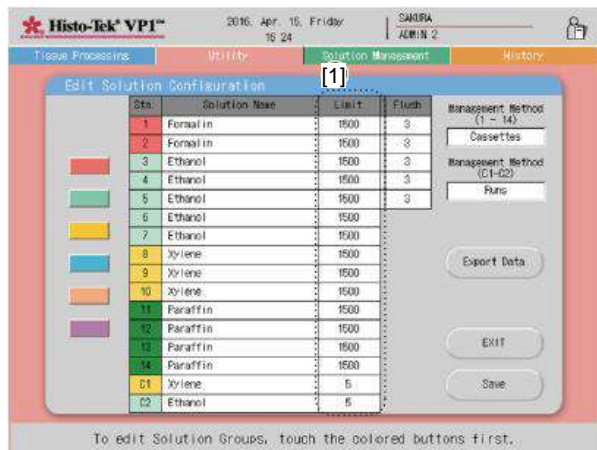 Histo-Tek® VP1™
2016. Apr. 15. Friday
16 24
SAKURA
ADMIN 2
Tissue Processing Utility Solution Management History
[1]
Edit Solution Configuration
Stn. Solution Name Limit Flush
1 Formalin 1500 3
2 Formalin 1500 3
3 Ethanol 1500 3
4 Ethanol 1500 3
5 Ethanol 1500 3
6 Ethanol 1500
7 Ethanol 1500
8 Xylene 1500
9 Xylene 1500
10 Xylene 1500
11 Paraffin 1500
12 Paraffin 1500
13 Paraffin 1500
14 Paraffin 1500
C1 Xylene 5
C2 Ethanol 5
Management Method
(1 - 14)
Cassettes
Management Method
(C1-C2)
Runs
Export Data
EXIT
Save
To edit Solution Groups, touch the colored buttons first.